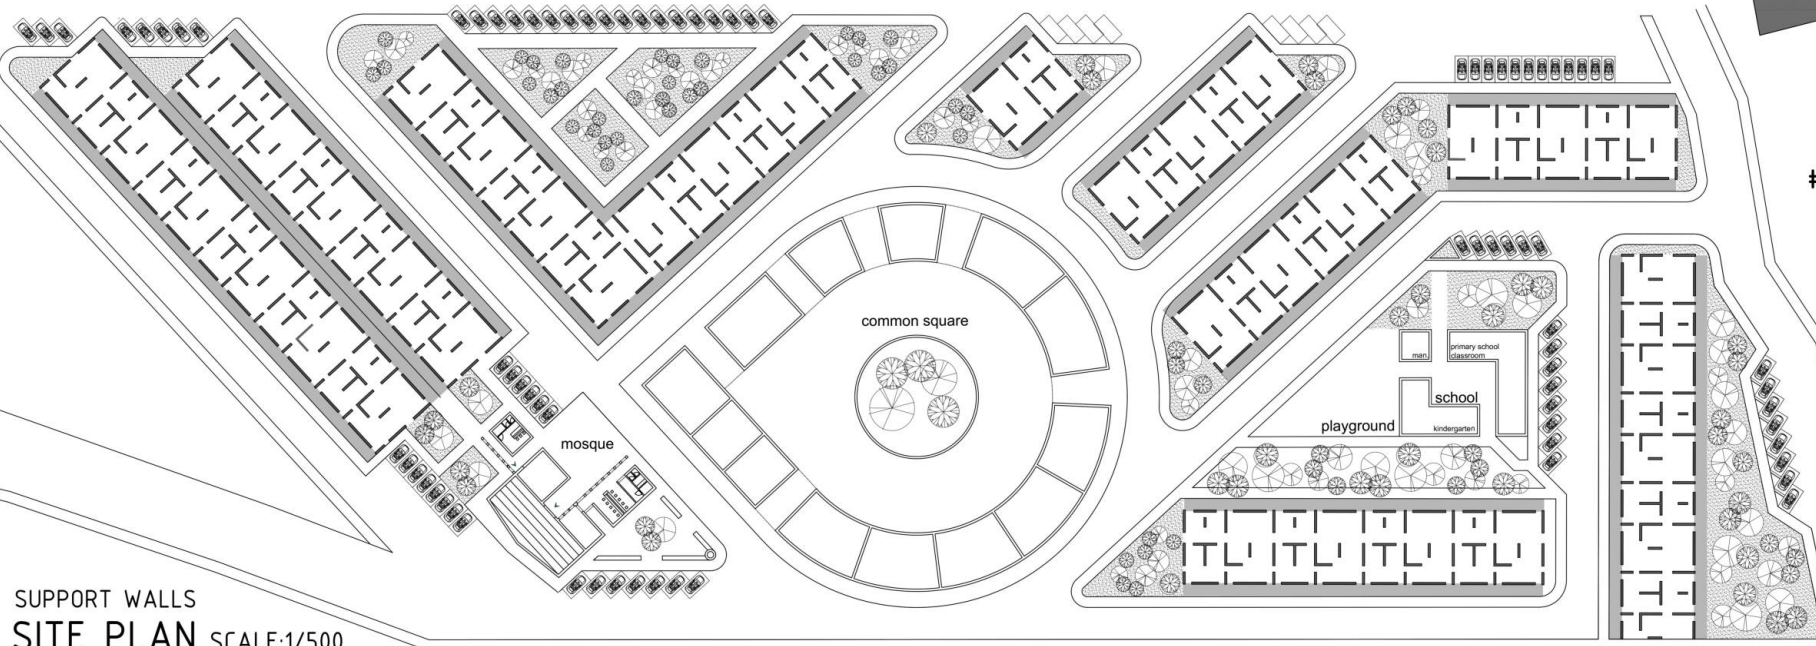 common square
man.
primary school
classroom
school
kindergarten
playground
mosque
SUPPORT WALLS
SITE PLAN SCALE:1/500